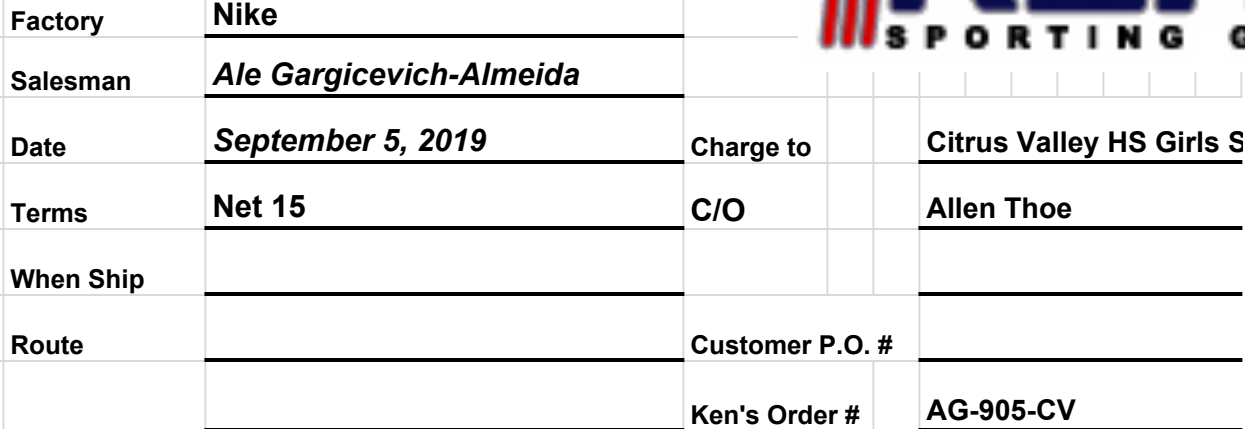 Factory Nike
SPORTING
Salesman Ale Gargicevich-Almeida
Date September 5, 2019 Charge to Citrus Valley HS Girls S
Terms Net 15 C/O Allen Thoe
When Ship
Route Customer P.O. #
Ken's Order # AG-905-CV